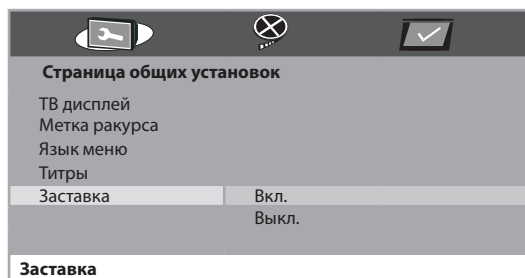 Страница общих установок
ТВ дисплей
Метка ракурса
Язык меню
Титры
Заставка Вкл.
Выкл.
Заставка